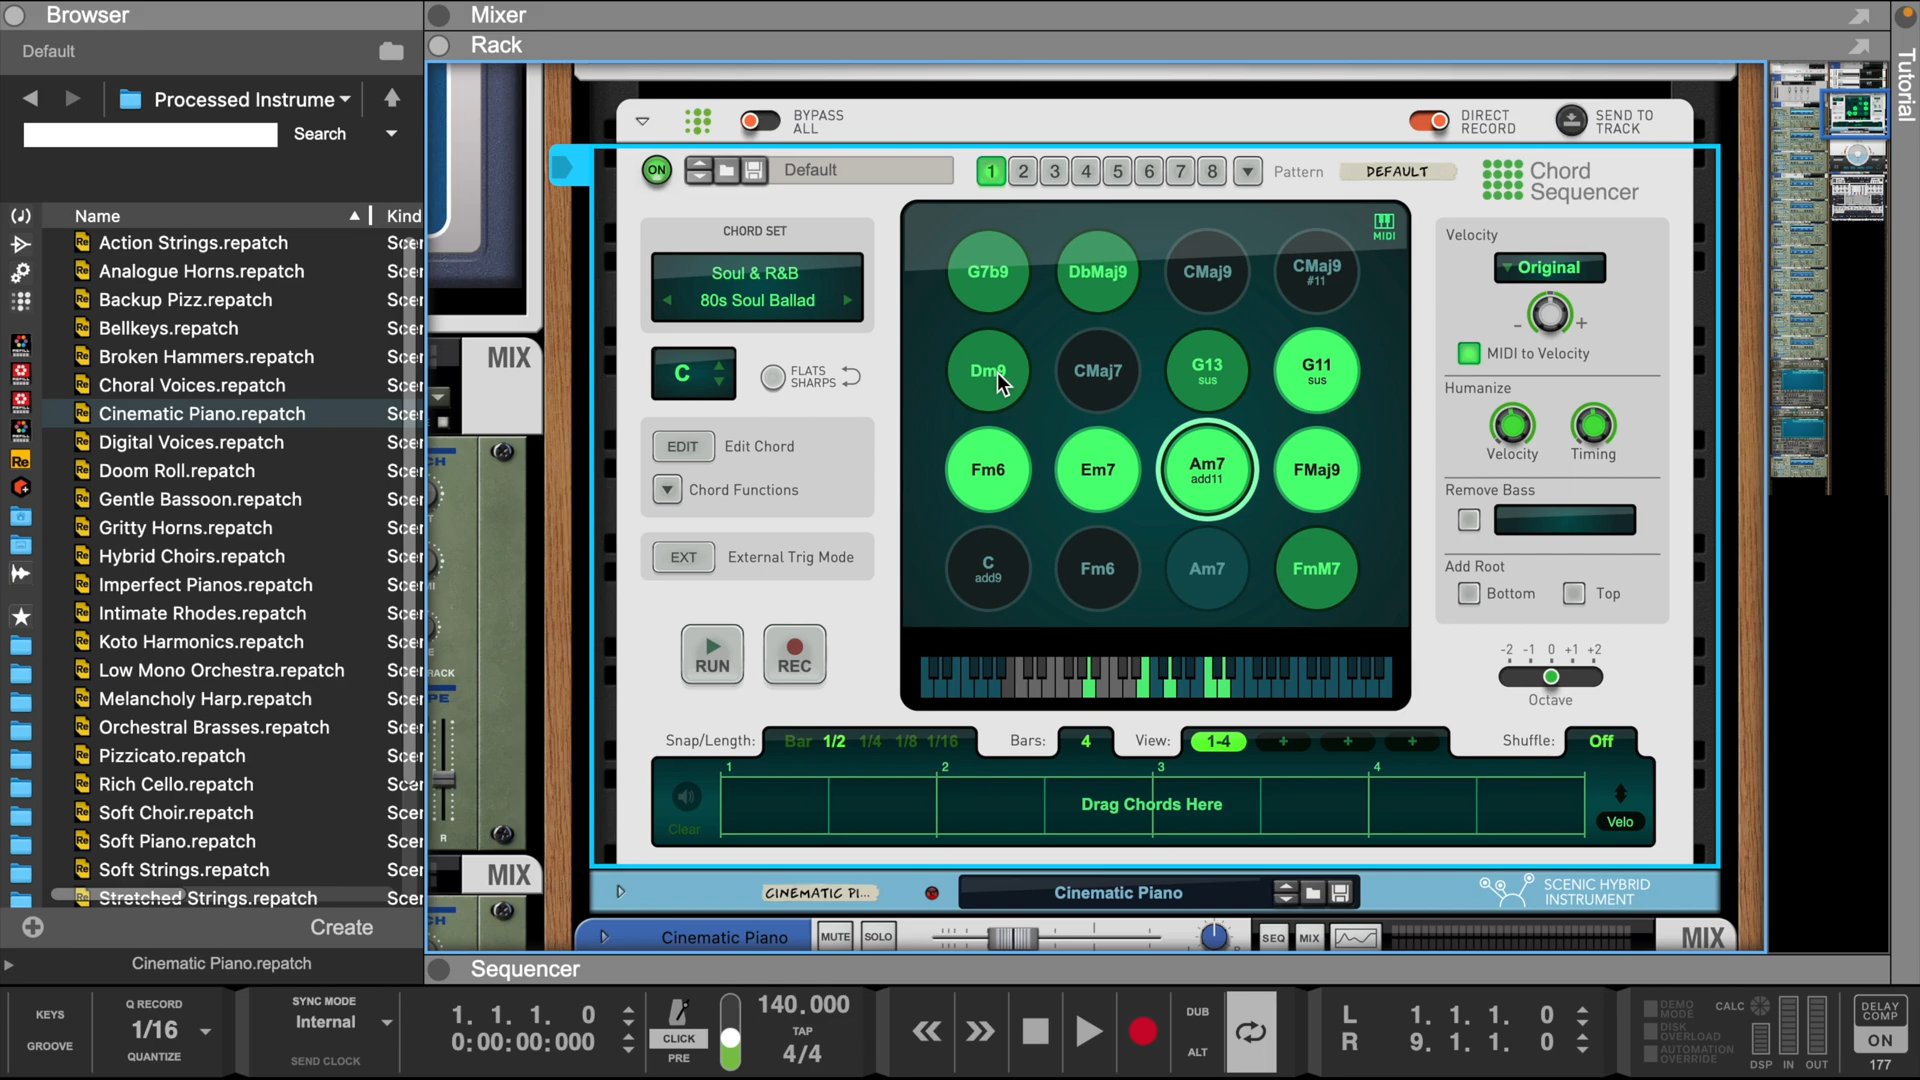 Browser
Mixer
Rack
Default
Processed Instrume
Search
Name
Kind
Action Strings.repatch
Analogue Horns.repatch
Backup Pizz.repatch
Bellkeys.repatch
Broken Hammers.repatch
Choral Voices.repatch
Cinematic Piano.repatch
Digital Voices.repatch
Doom Roll.repatch
Gentle Bassoon.repatch
Gritty Horns.repatch
Hybrid Choirs.repatch
Imperfect Pianos.repatch
Intimate Rhodes.repatch
Koto Harmonics.repatch
Low Mono Orchestra.repatch
Melancholy Harp.repatch
Orchestral Brasses.repatch
Pizzicato.repatch
Rich Cello.repatch
Soft Choir.repatch
Soft Piano.repatch
Soft Strings.repatch
Stretched Strings.repatch
Create
Cinematic Piano.repatch
MIX
MIX
BYPASS ALL
DIRECT RECORD
SEND TO TRACK
ON
Default
1 2 3 4 5 6 7 8
Pattern
DEFAULT
Chord
Sequencer
CHORD SET
Soul & R&B
80s Soul Ballad
C
FLATS
SHARPS
EDIT
Edit Chord
Chord Functions
EXT
External Trig Mode
RUN
REC
MIDI
G7b9
DbMaj9
CMaj9
CMaj9
#11
Dm9
CMaj7
G13
sus
G11
sus
Fm6
Em7
Am7
add11
FMaj9
C
add9
Fm6
Am7
FmM7
Velocity
Original
- +
MIDI to Velocity
Humanize
Velocity
Timing
Remove Bass
Add Root
Bottom
Top
-2 -1 0 +1 +2
Octave
Snap/Length:
Bar 1/2 1/4 1/8 1/16
Bars:
4
View:
1-4
+ + +
Shuffle:
Off
1 2 3 4
Drag Chords Here
Clear
Velo
CINEMATIC PI...
Cinematic Piano
SCENIC HYBRID
INSTRUMENT
Cinematic Piano
MUTE
SOLO
SEQ
MIX
MIX
Sequencer
Tutorial
KEYS
GROOVE
Q RECORD
1/16
QUANTIZE
SYNC MODE
Internal
SEND CLOCK
1. 1. 1. 0
0:00:00:000
CLICK
PRE
140.000
TAP
4/4
DUB
ALT
L 1. 1. 1. 0
R 9. 1. 1. 0
DEMO MODE
DISK OVERLOAD
AUTOMATION OVERRIDE
CALC
DSP IN OUT
DELAY COMP
ON
177